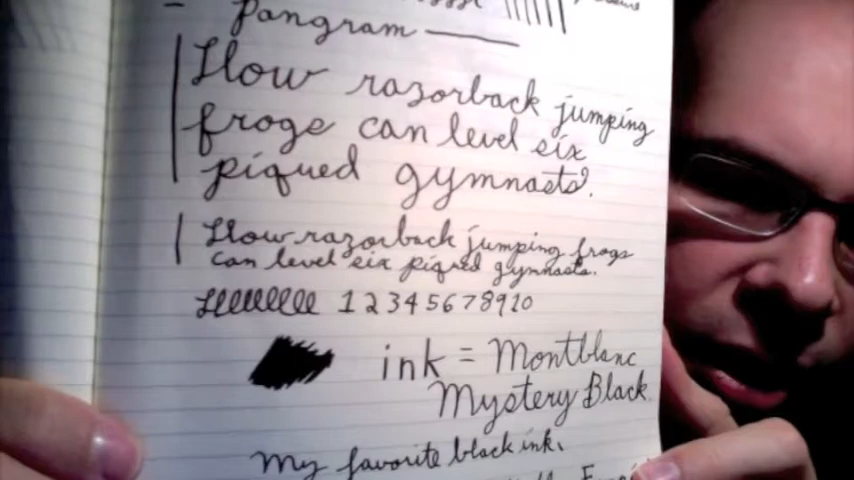 Pangram
How razorback jumping
froge can level six
piqued gymnasts.
How razorback jumping frogs
can level six piqued gymnasts.
1 2 3 4 5 6 7 8 9 10
ink = Montblanc
Mystery Black
My favorite black ink.